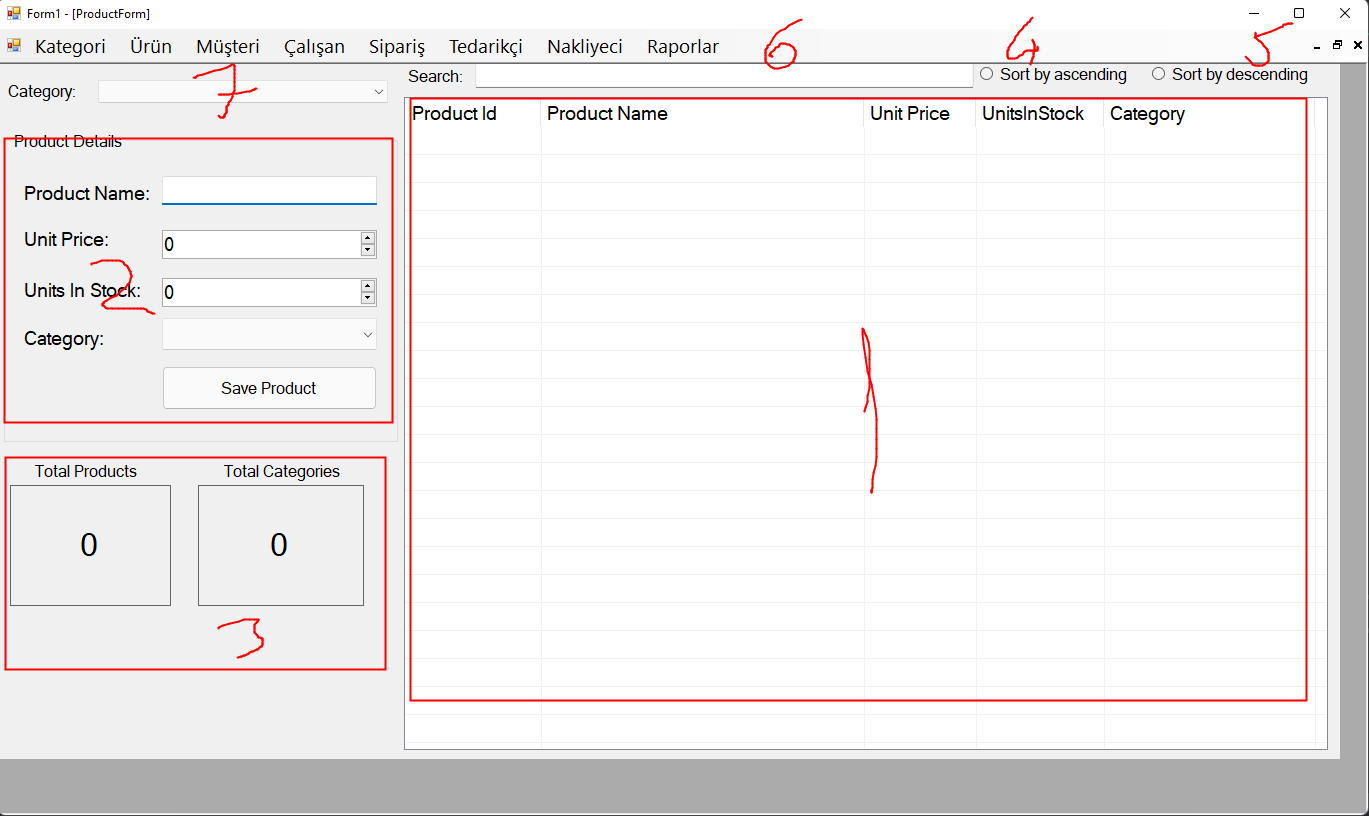 Form1 - [ProductForm]
Kategori Ürün Müşteri Çalışan Sipariş Tedarikçi Nakliyeci Raporlar
6 4 5
Search: Sort by ascending Sort by descending
Category: 7
Product Id Product Name Unit Price UnitsInStock Category
Product Details
Product Name:
Unit Price: 0
2
Units In Stock: 0
Category:
Save Product
1
Total Products Total Categories
0 0
3